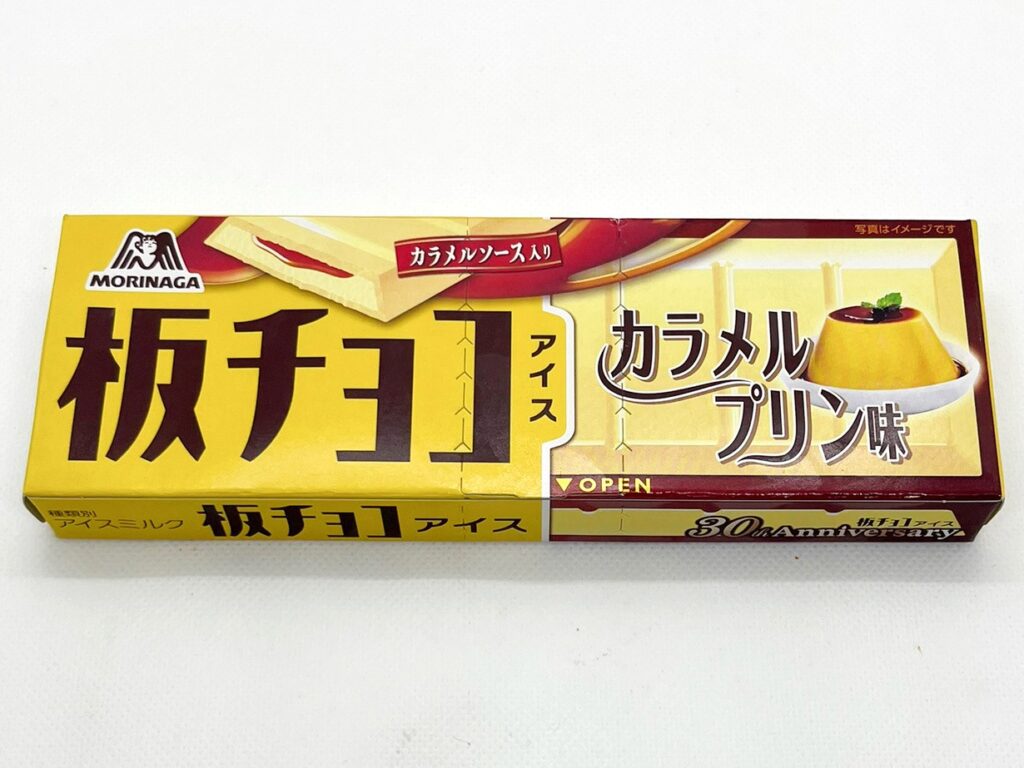 MORINAGA
板チョコ
アイス
カラメルソース入り
写真はイメージです
カラメル
プリン味
▼OPEN
種類別
アイスミルク
板チョコアイス
板チョコアイス
30th Anniversary